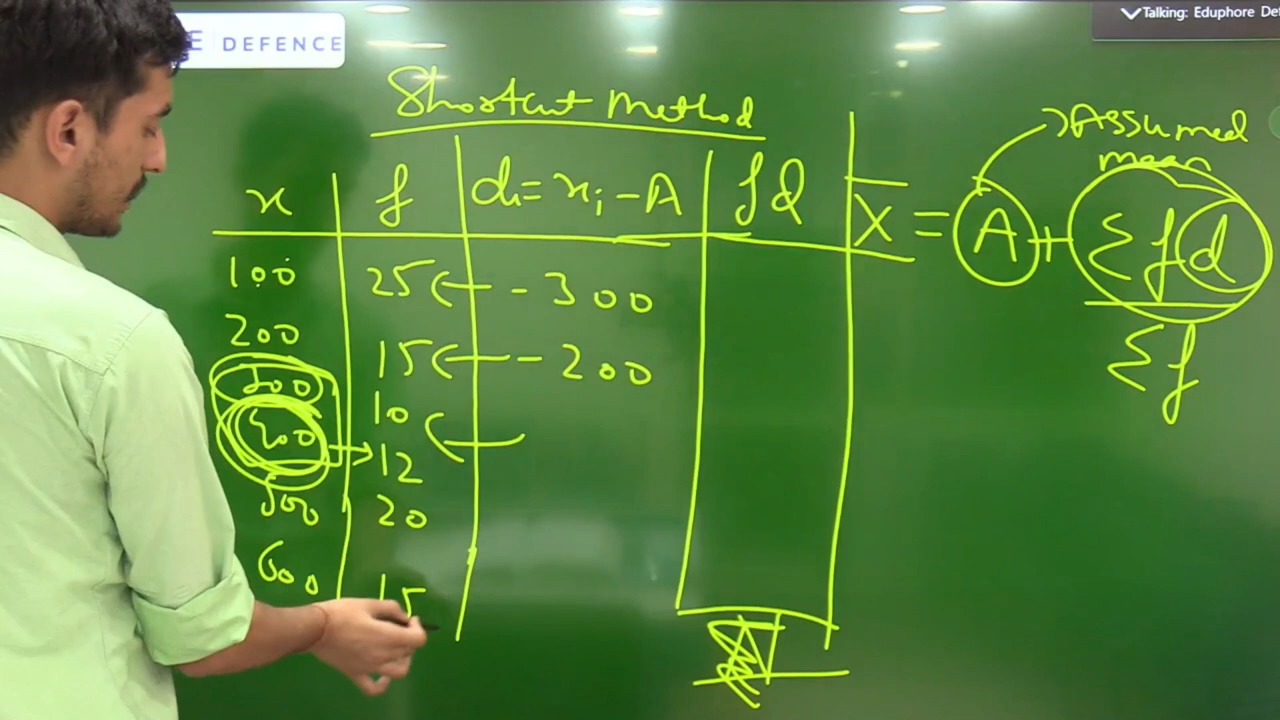 E DEFENCE
Talking: Eduphore De
Shortcut Method
Assumed
mean
x f di = xi - A fd X̄ = A + Σfd
Σf
100 25 -300
200 15 -200
300 10
400 12
500 20
600 15